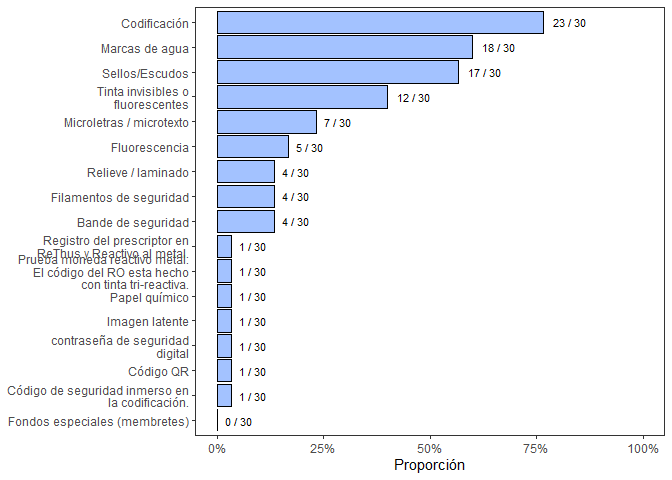 Codificación
23 / 30
Marcas de agua
18 / 30
Sellos/Escudos
17 / 30
Tinta invisibles o
fluorescentes
12 / 30
Microletras / microtexto
7 / 30
Fluorescencia
5 / 30
Relieve / laminado
4 / 30
Filamentos de seguridad
4 / 30
Bande de seguridad
4 / 30
Registro del prescriptor en
ReThus y Reactivo al metal.
1 / 30
Prueba moneda reactivo metal.
El código del RO esta hecho
con tinta tri-reactiva.
1 / 30
Papel químico
1 / 30
Imagen latente
1 / 30
contraseña de seguridad
digital
1 / 30
Código QR
1 / 30
Código de seguridad inmerso en
la codificación.
1 / 30
Fondos especiales (membretes)
0 / 30
0%
25%
50%
75%
100%
Proporción